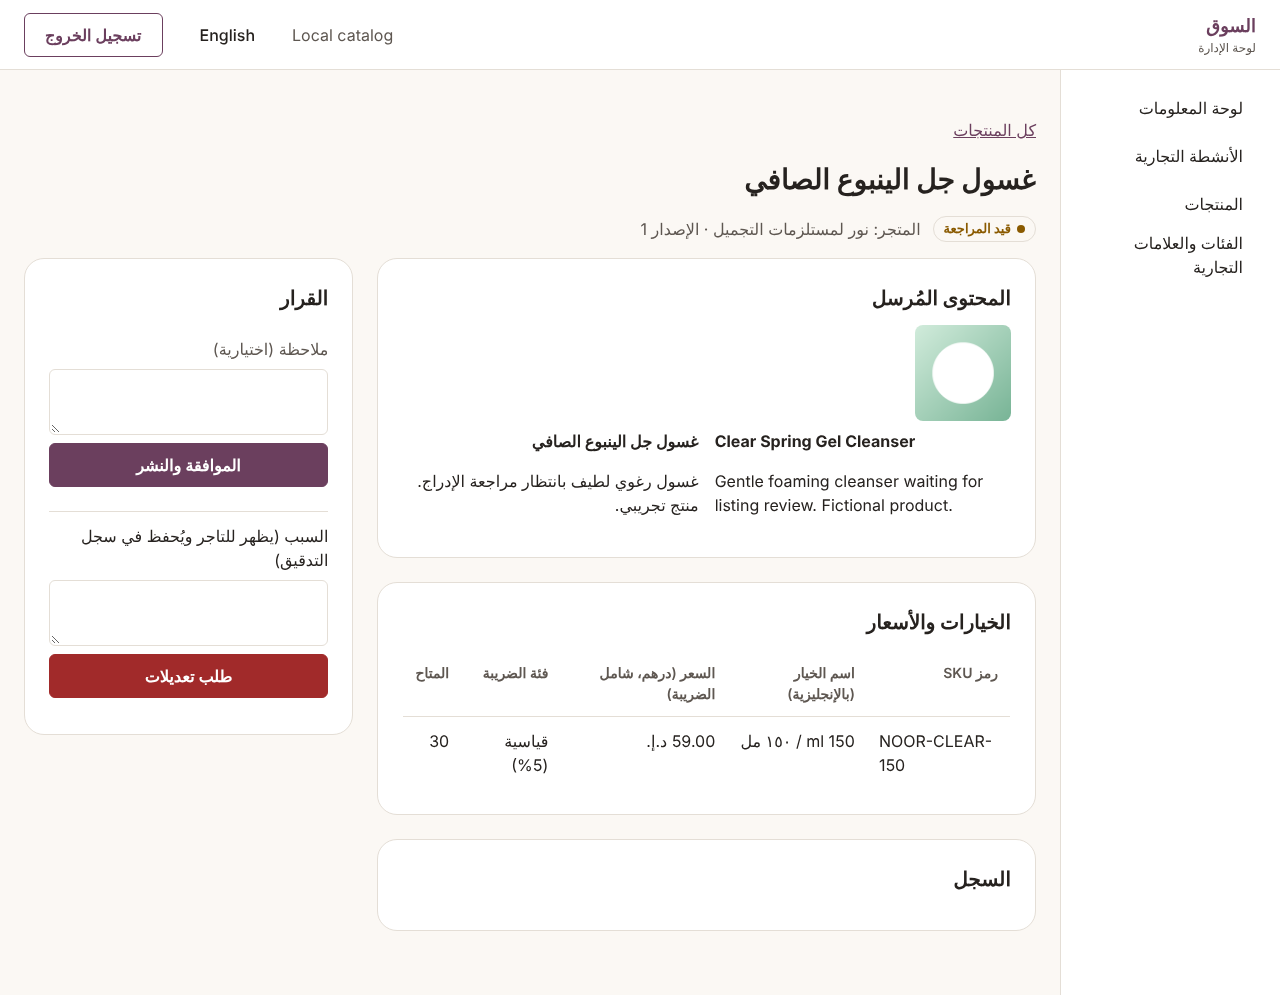 السوق
لوحة الإدارة
Local catalog
English
تسجيل الخروج
لوحة المعلومات
الأنشطة التجارية
المنتجات
الفئات والعلامات
التجارية
كل المنتجات
غسول جل الينبوع الصافي
قيد المراجعة
المتجر: نور لمستلزمات التجميل · الإصدار 1
المحتوى المُرسل
Clear Spring Gel Cleanser
Gentle foaming cleanser waiting for
listing review. Fictional product.
غسول جل الينبوع الصافي
غسول رغوي لطيف بانتظار مراجعة الإدراج.
منتج تجريبي.
الخيارات والأسعار
رمز SKU
اسم الخيار
(بالإنجليزية)
السعر (درهم، شامل
الضريبة)
فئة الضريبة
المتاح
NOOR-CLEAR-
150
150 ml / ١٥٠ مل
59.00 د.إ.
قياسية
(5%)
30
السجل
القرار
ملاحظة (اختيارية)
الموافقة والنشر
السبب (يظهر للتاجر ويُحفظ في سجل
التدقيق)
طلب تعديلات